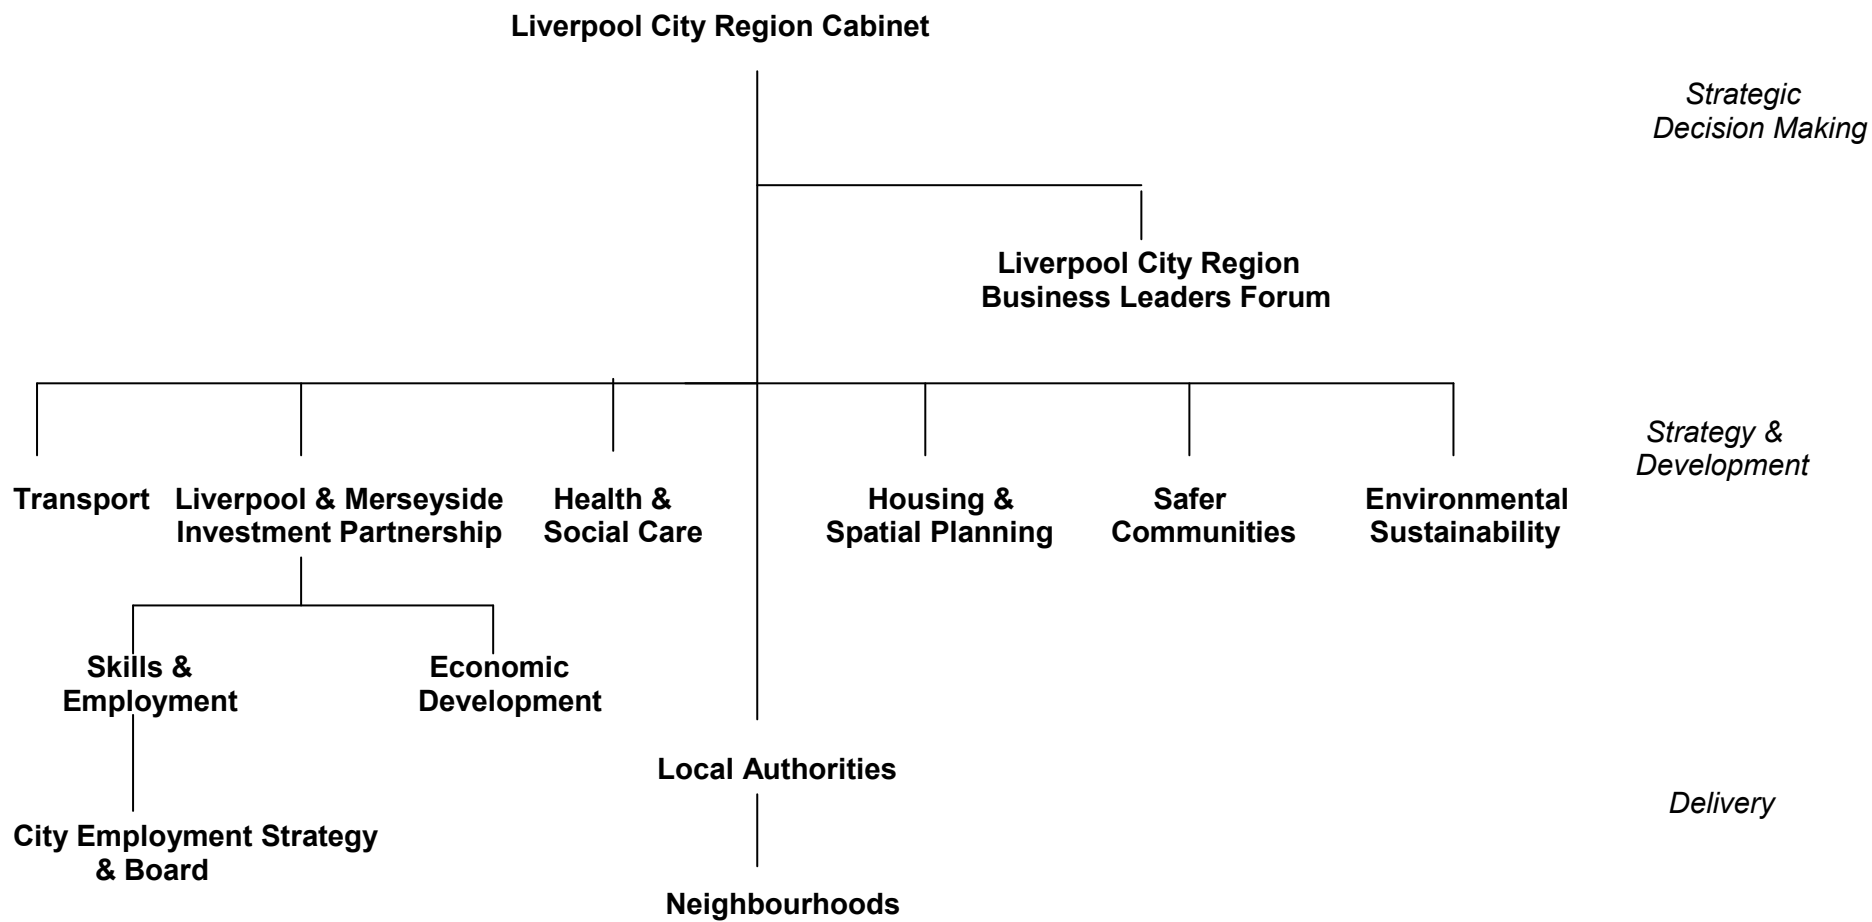 Liverpool City Region Cabinet
Strategic
Decision Making
Liverpool City Region
Business Leaders Forum
Strategy &
Development
Transport
Liverpool & Merseyside
Investment Partnership
Health &
Social Care
Housing &
Spatial Planning
Safer
Communities
Environmental
Sustainability
Skills &
Employment
Economic
Development
Local Authorities
Delivery
City Employment Strategy
& Board
Neighbourhoods